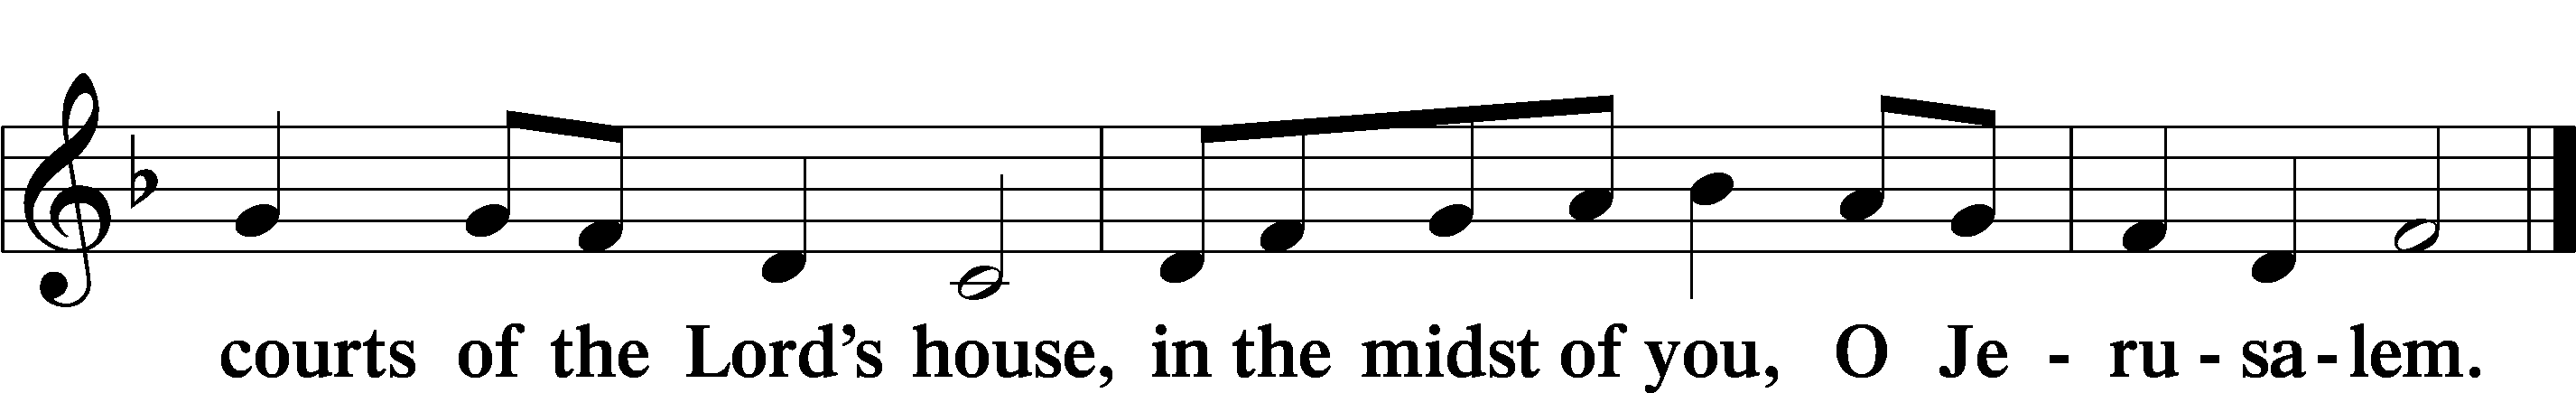 courts of the Lord’s house, in the midst of you, O Je - ru - sa - lem.